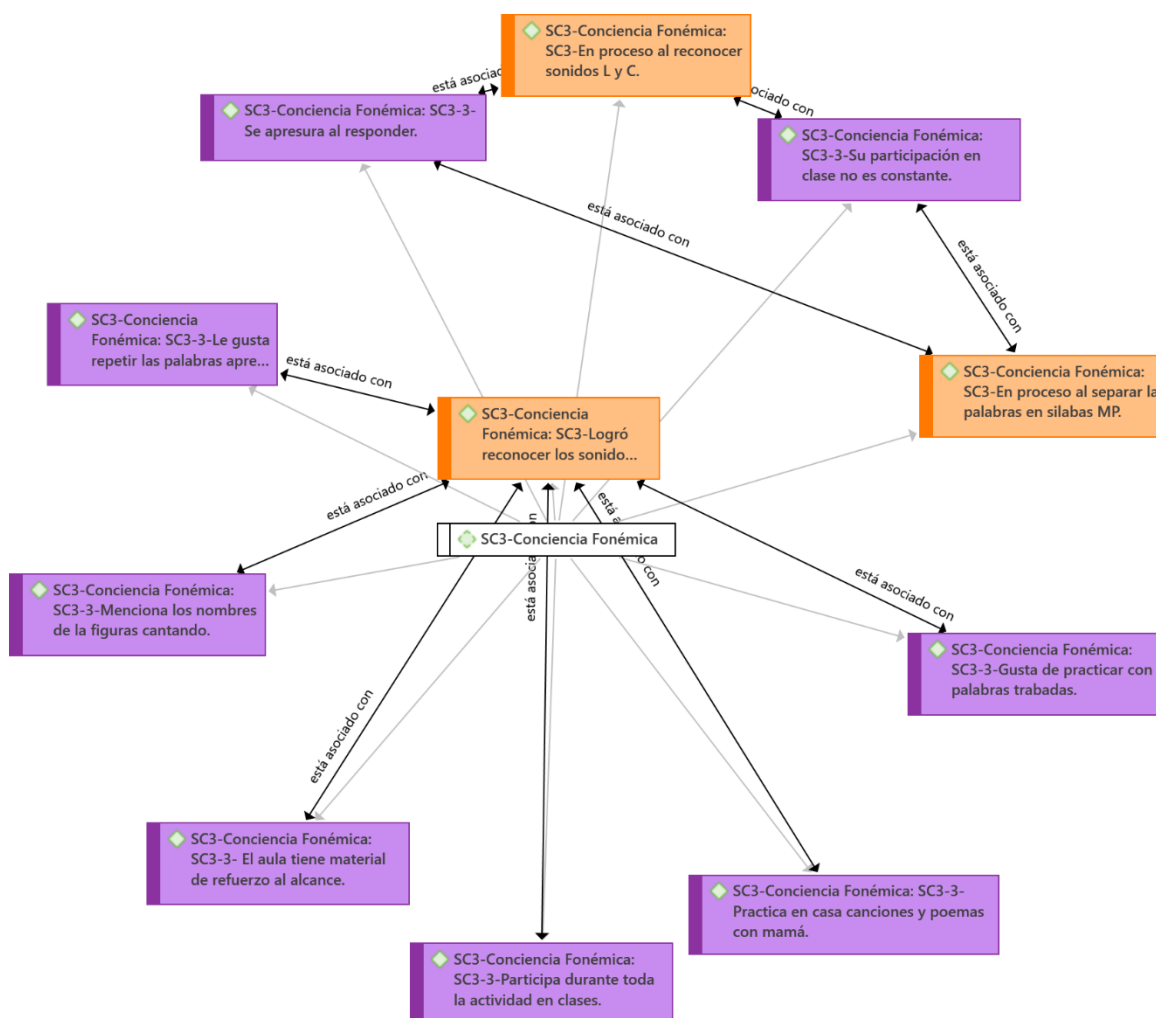 SC3-Conciencia Fonémica:
SC3-En proceso al reconocer
sonidos L y C.
está asociado
ociado con
SC3-Conciencia Fonémica: SC3-3-
Se apresura al responder.
SC3-Conciencia Fonémica:
SC3-3-Su participación en
clase no es constante.
está asociado con
está asociado con
SC3-Conciencia
Fonémica: SC3-3-Le gusta
repetir las palabras apre...
está asociado con
SC3-Conciencia Fonémica:
SC3-En proceso al separar la
palabras en silabas MP.
SC3-Conciencia
Fonémica: SC3-Logró
reconocer los sonido...
está asociado con
SC3-Conciencia Fonémica
está asociado con
está asociado con
está asociado con
SC3-Conciencia Fonémica:
SC3-3-Menciona los nombres
de la figuras cantando.
SC3-Conciencia Fonémica:
SC3-3-Gusta de practicar con
palabras trabadas.
está asociado con
SC3-Conciencia Fonémica:
SC3-3- El aula tiene material
de refuerzo al alcance.
SC3-Conciencia Fonémica: SC3-3-
Practica en casa canciones y poemas
con mamá.
SC3-Conciencia Fonémica:
SC3-3-Participa durante toda
la actividad en clases.